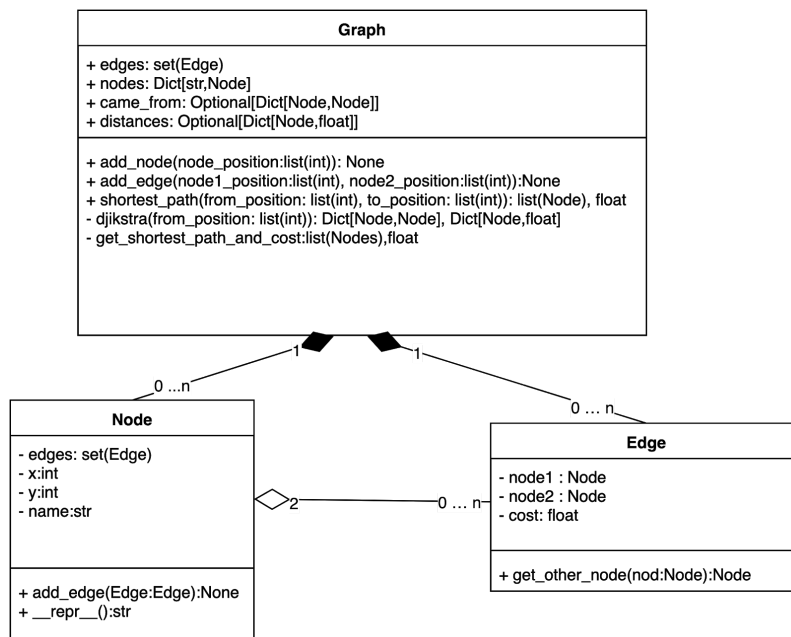 Graph
+ edges: set(Edge)
+ nodes: Dict[str,Node]
+ came_from: Optional[Dict[Node,Node]]
+ distances: Optional[Dict[Node,float]]
+ add_node(node_position:list(int)): None
+ add_edge(node1_position:list(int), node2_position:list(int)):None
+ shortest_path(from_position: list(int), to_position: list(int)): list(Node), float
- djikstra(from_position: list(int)): Dict[Node,Node], Dict[Node,float]
- get_shortest_path_and_cost:list(Nodes),float
1
1
0 ...n
0 … n
Node
- edges: set(Edge)
- x:int
- y:int
- name:str
+ add_edge(Edge:Edge):None
+ __repr__():str
2
0 … n
Edge
- node1 : Node
- node2 : Node
- cost: float
+ get_other_node(nod:Node):Node